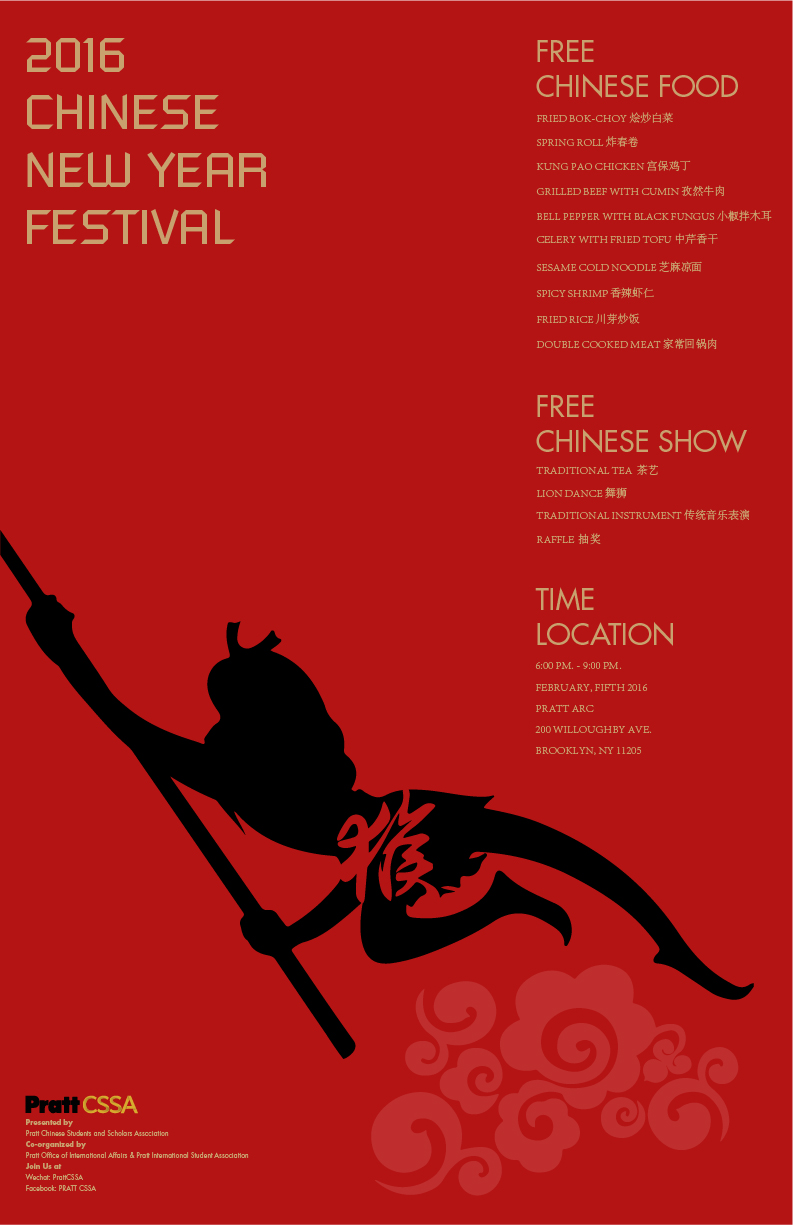 2016
CHINESE
NEW YEAR
FESTIVAL
FREE
CHINESE FOOD
FRIED BOK-CHOY 烩炒白菜
SPRING ROLL 炸春卷
KUNG PAO CHICKEN 宫保鸡丁
GRILLED BEEF WITH CUMIN 孜然牛肉
BELL PEPPER WITH BLACK FUNGUS 小椒拌木耳
CELERY WITH FRIED TOFU 中芹香干
SESAME COLD NOODLE 芝麻凉面
SPICY SHRIMP 香辣虾仁
FRIED RICE 川芽炒饭
DOUBLE COOKED MEAT 家常回锅肉
FREE
CHINESE SHOW
TRADITIONAL TEA 茶艺
LION DANCE 舞狮
TRADITIONAL INSTRUMENT 传统音乐表演
RAFFLE 抽奖
TIME
LOCATION
6:00 PM. - 9:00 PM.
FEBRUARY, FIFTH 2016
PRATT ARC
200 WILLOUGHBY AVE.
BROOKLYN, NY 11205
猴
Pratt CSSA
Presented by
Pratt Chinese Students and Scholars Association
Co-organized by
Pratt Office of International Affairs & Pratt International Student Association
Join Us at
Wechat: PrattCSSA
Facebook: PRATT CSSA